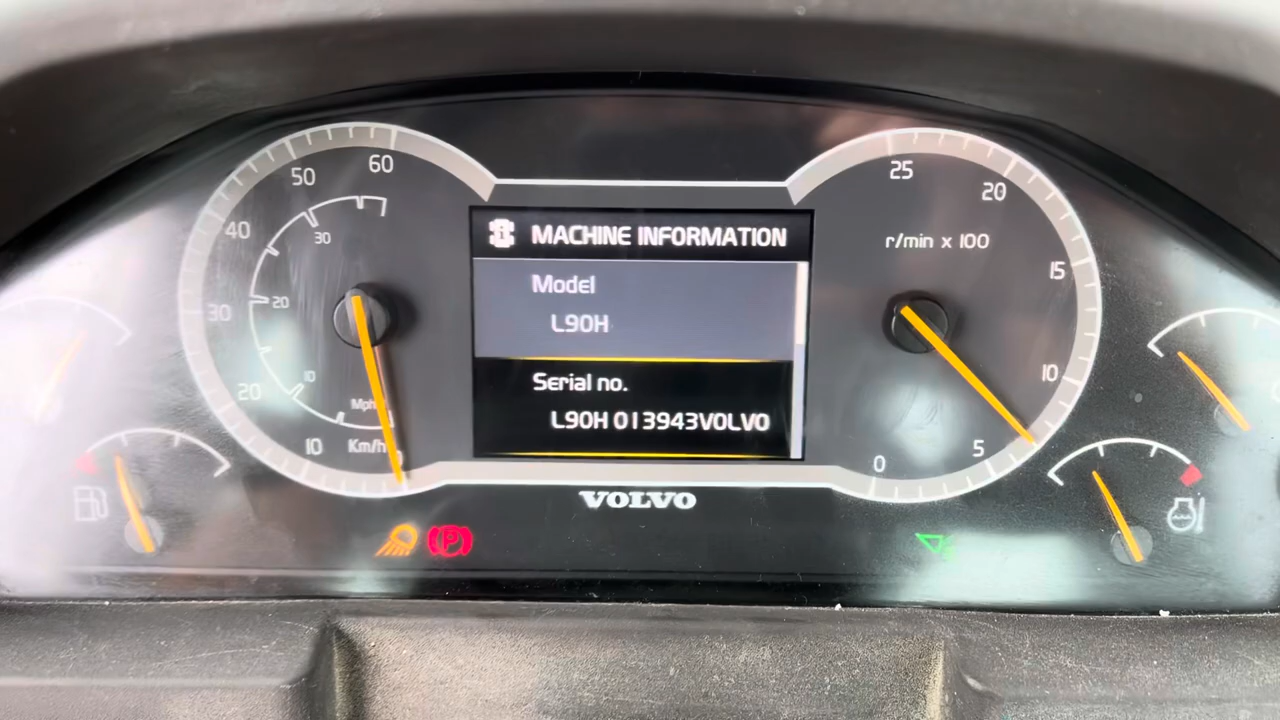 60
50
40
30
20
10
30
20
10
Mph
Km/h
MACHINE INFORMATION
Model
L90H
Serial no.
L90H 013943VOLVO
25
20
15
10
5
0
r/min x 100
VOLVO
P